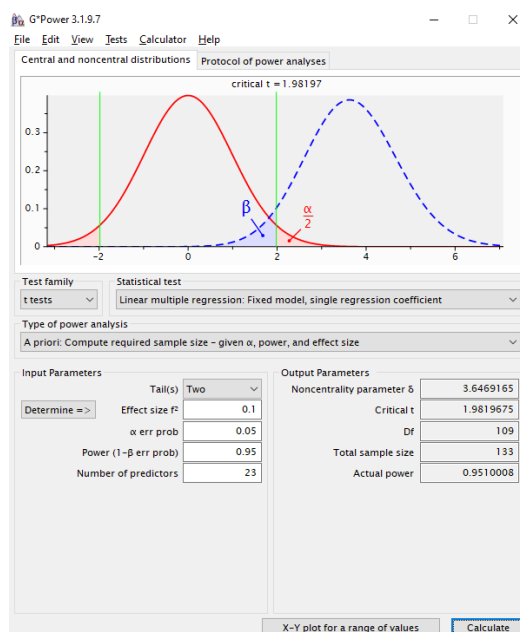 G*Power 3.1.9.7
File Edit View Tests Calculator Help
Central and noncentral distributions Protocol of power analyses
critical t = 1.98197
0.3
0.2
0.1
0
β
α
2
-2 0 2 4 6
Test family Statistical test
t tests Linear multiple regression: Fixed model, single regression coefficient
Type of power analysis
A priori: Compute required sample size - given α, power, and effect size
Input Parameters Output Parameters
Tail(s) Two Noncentrality parameter δ 3.6469165
Determine => Effect size f² 0.1 Critical t 1.9819675
α err prob 0.05 Df 109
Power (1-β err prob) 0.95 Total sample size 133
Number of predictors 23 Actual power 0.9510008
X-Y plot for a range of values Calculate